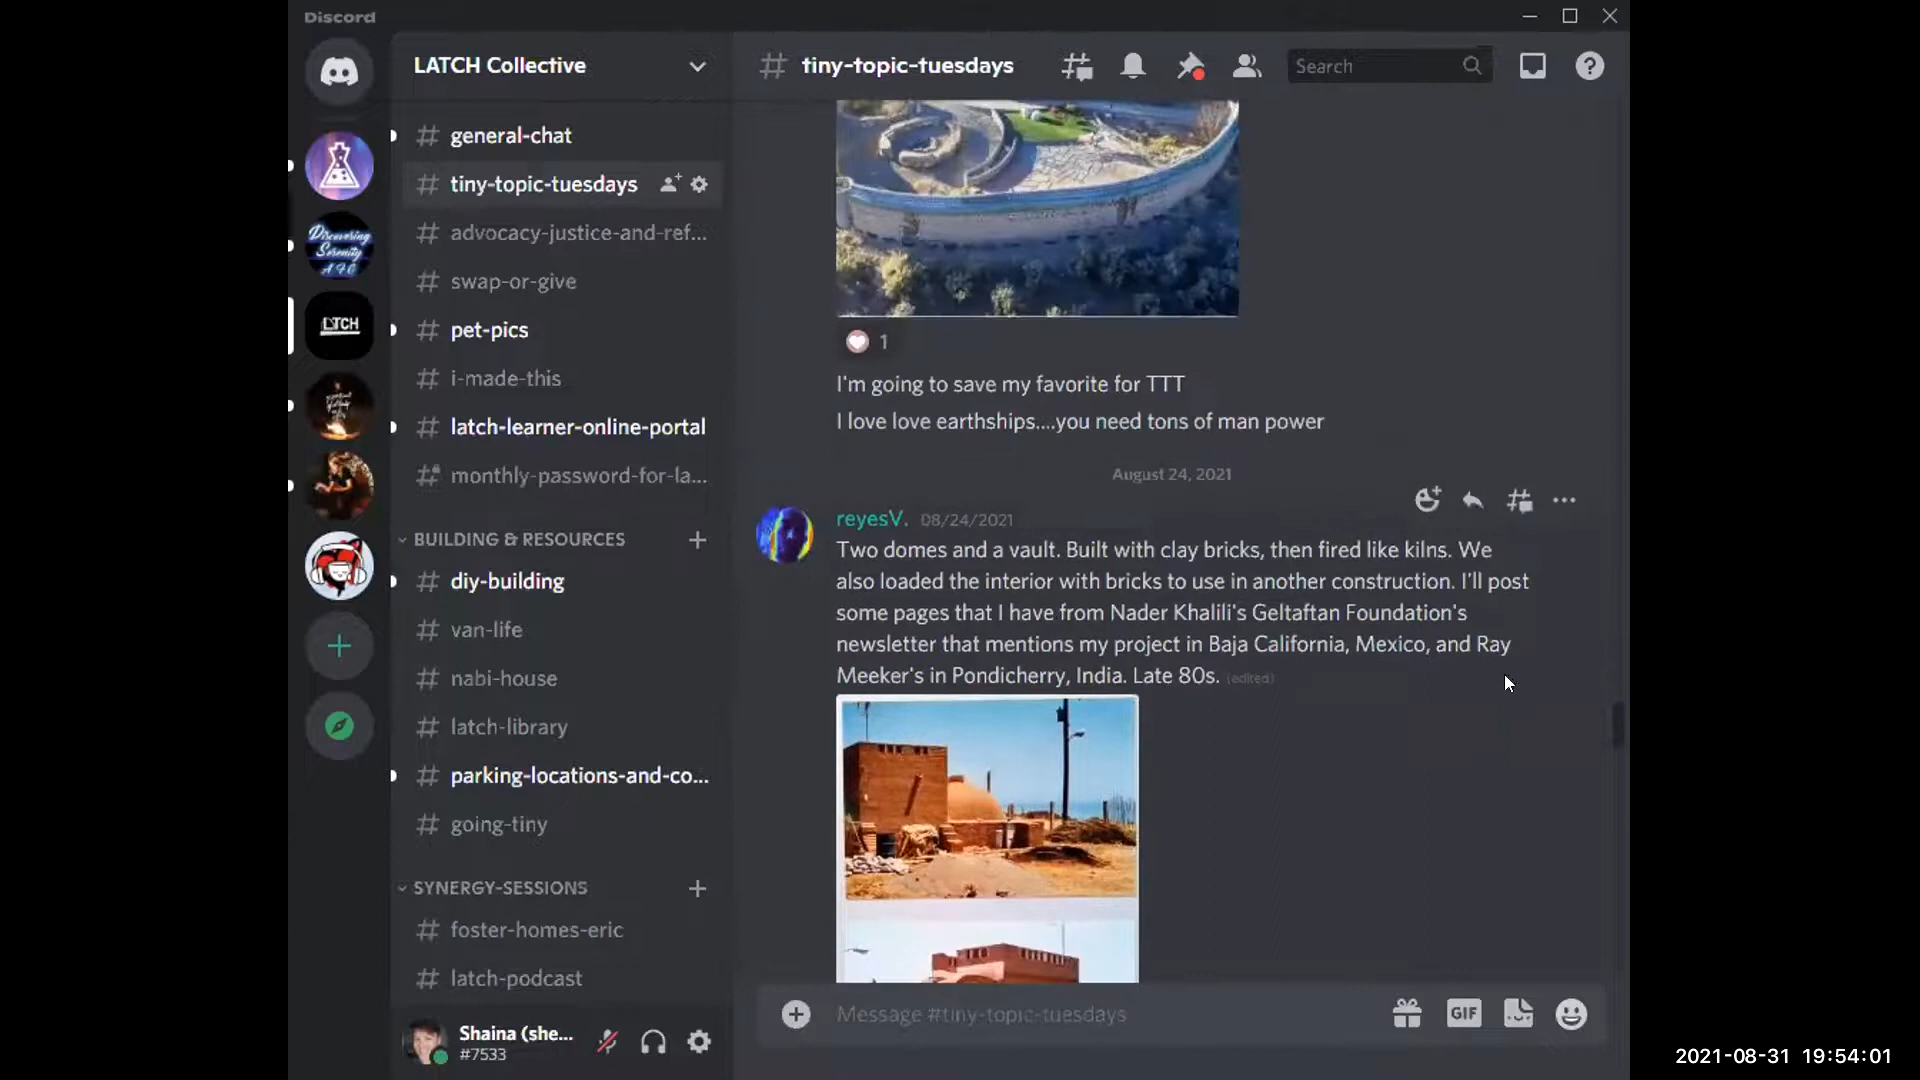 Discord
LATCH Collective
tiny-topic-tuesdays
Search
general-chat
tiny-topic-tuesdays
advocacy-justice-and-ref...
swap-or-give
pet-pics
i-made-this
latch-learner-online-portal
monthly-password-for-la...
BUILDING & RESOURCES
diy-building
van-life
nabi-house
latch-library
parking-locations-and-co...
going-tiny
SYNERGY-SESSIONS
foster-homes-eric
latch-podcast
Shaina (she...
#7533
Discovering
Serenity
LATCH
1
I'm going to save my favorite for TTT
I love love earthships....you need tons of man power
August 24, 2021
reyesV. 08/24/2021
Two domes and a vault. Built with clay bricks, then fired like kilns. We
also loaded the interior with bricks to use in another construction. I'll post
some pages that I have from Nader Khalili's Geltaftan Foundation's
newsletter that mentions my project in Baja California, Mexico, and Ray
Meeker's in Pondicherry, India. Late 80s. (edited)
Message #tiny-topic-tuesdays
GIF
2021-08-31 19:54:01